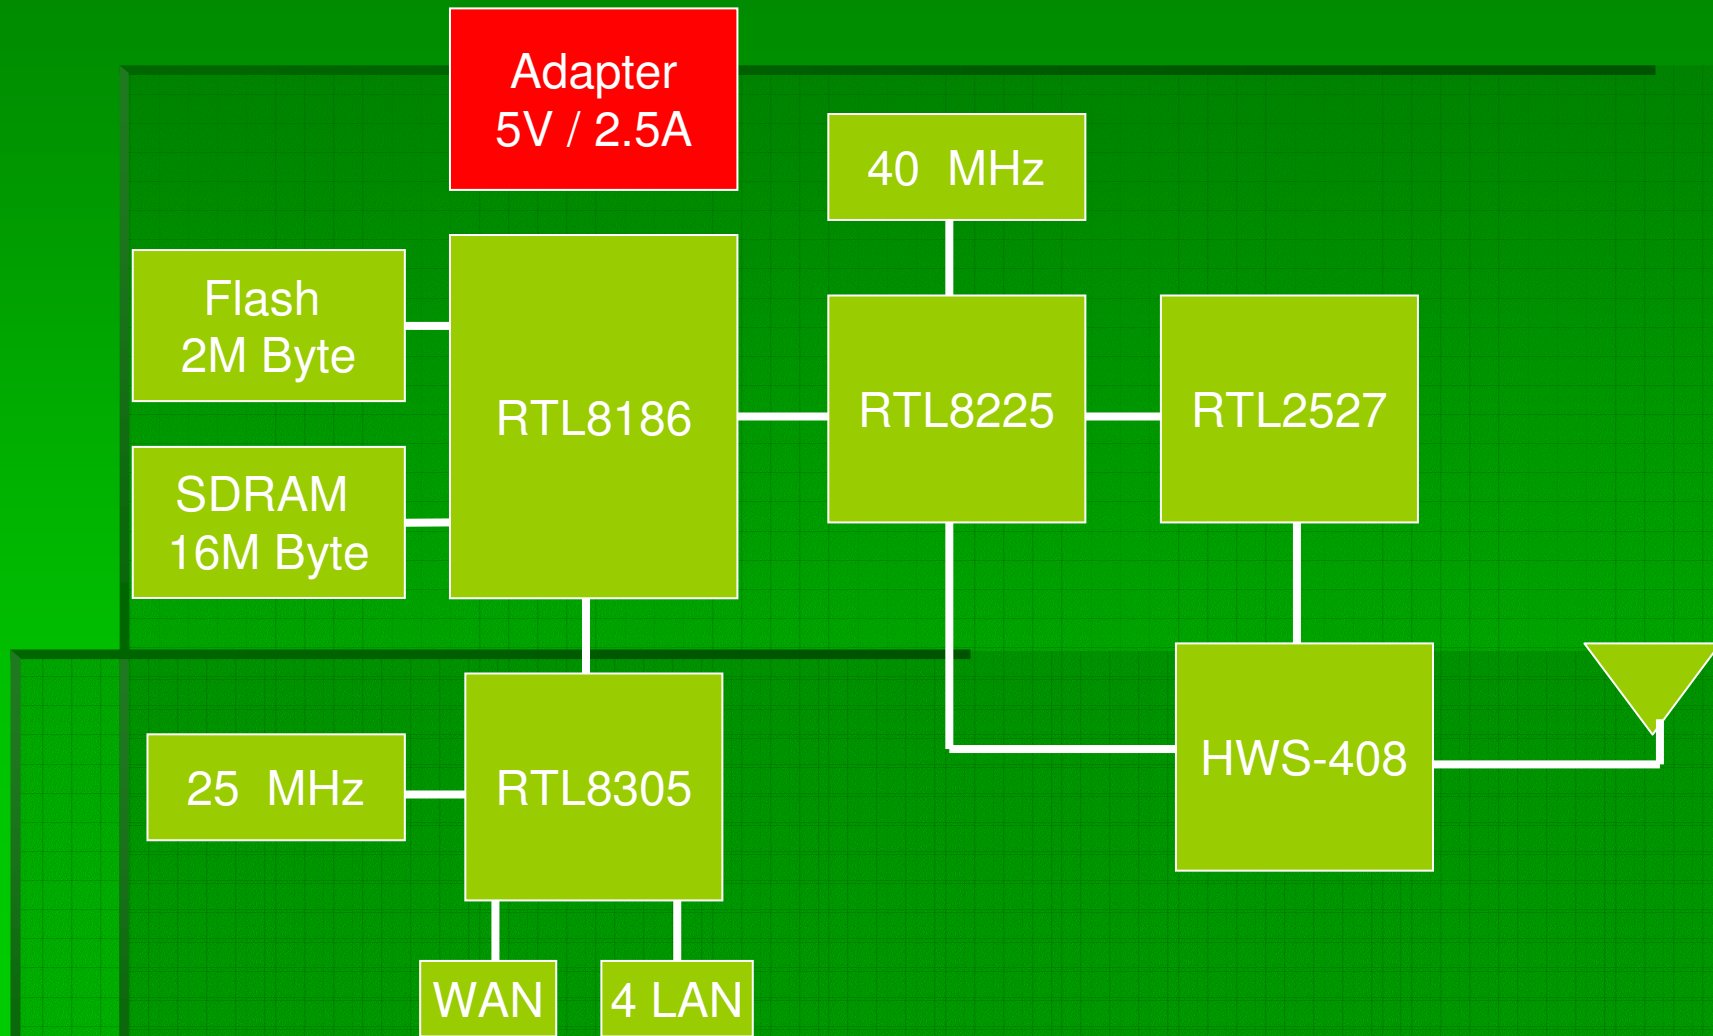 Adapter
5V / 2.5A
40 MHz
Flash
2M Byte
RTL8186
RTL8225
RTL2527
SDRAM
16M Byte
25 MHz
RTL8305
HWS-408
WAN
4 LAN